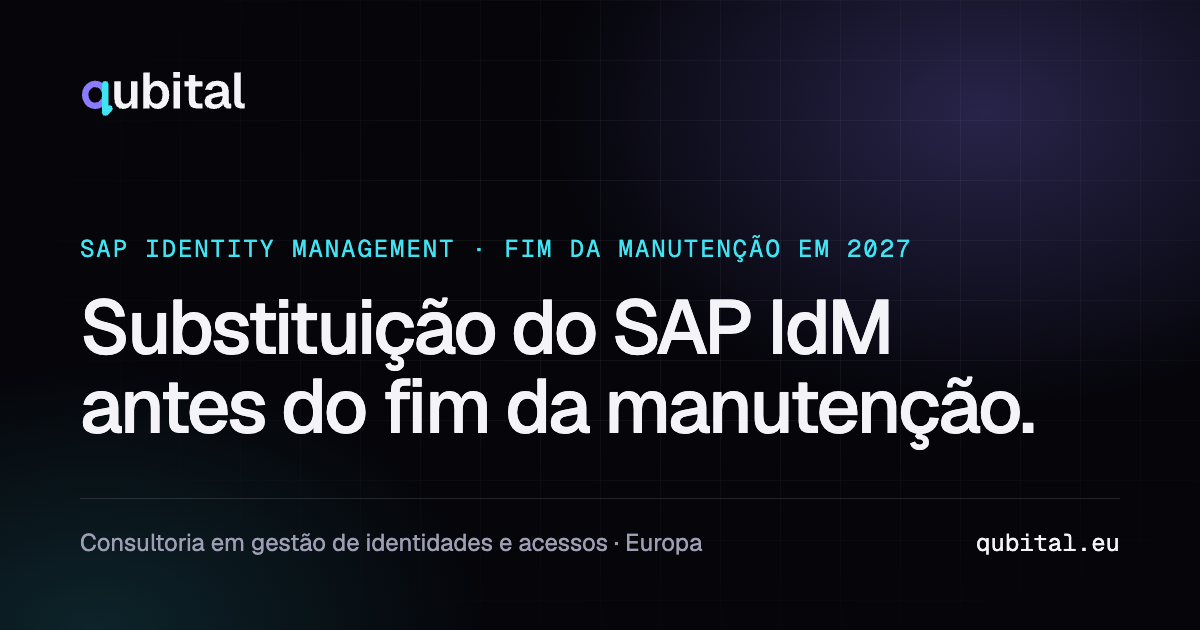 qubital
SAP IDENTITY MANAGEMENT · FIM DA MANUTENÇÃO EM 2027
Substituição do SAP IdM
antes do fim da manutenção.
Consultoria em gestão de identidades e acessos · Europa
qubital.eu